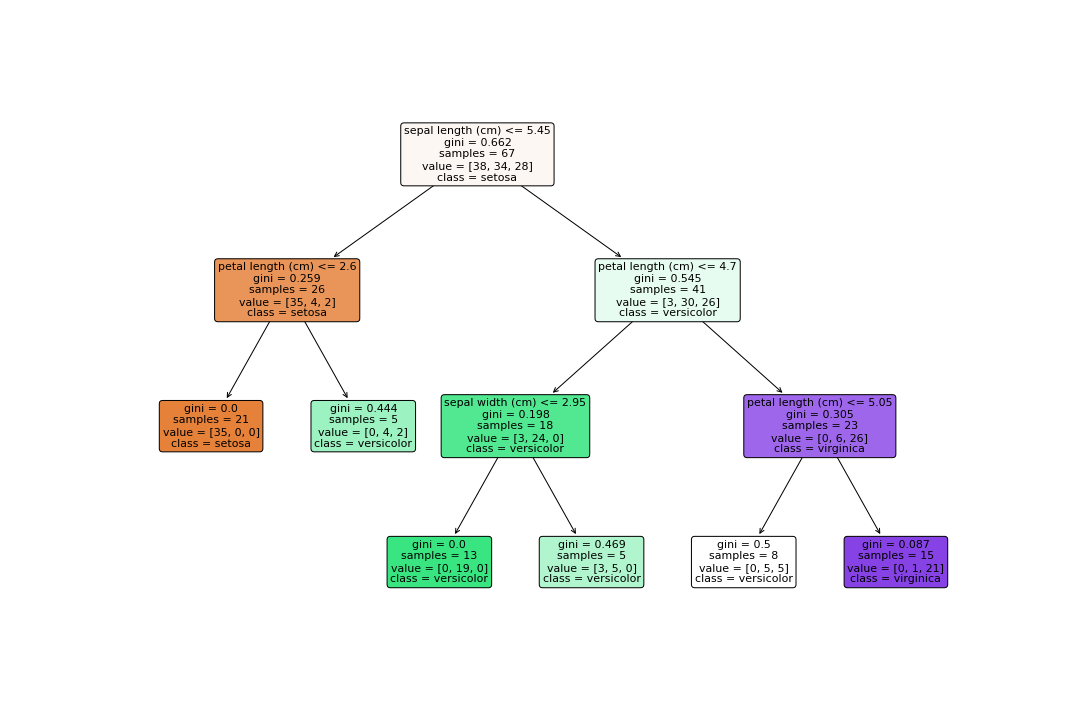 sepal length (cm) <= 5.45
gini = 0.662
samples = 67
value = [38, 34, 28]
class = setosa
petal length (cm) <= 2.6
gini = 0.259
samples = 26
value = [35, 4, 2]
class = setosa
petal length (cm) <= 4.7
gini = 0.545
samples = 41
value = [3, 30, 26]
class = versicolor
gini = 0.0
samples = 21
value = [35, 0, 0]
class = setosa
gini = 0.444
samples = 5
value = [0, 4, 2]
class = versicolor
sepal width (cm) <= 2.95
gini = 0.198
samples = 18
value = [3, 24, 0]
class = versicolor
petal length (cm) <= 5.05
gini = 0.305
samples = 23
value = [0, 6, 26]
class = virginica
gini = 0.0
samples = 13
value = [0, 19, 0]
class = versicolor
gini = 0.469
samples = 5
value = [3, 5, 0]
class = versicolor
gini = 0.5
samples = 8
value = [0, 5, 5]
class = versicolor
gini = 0.087
samples = 15
value = [0, 1, 21]
class = virginica